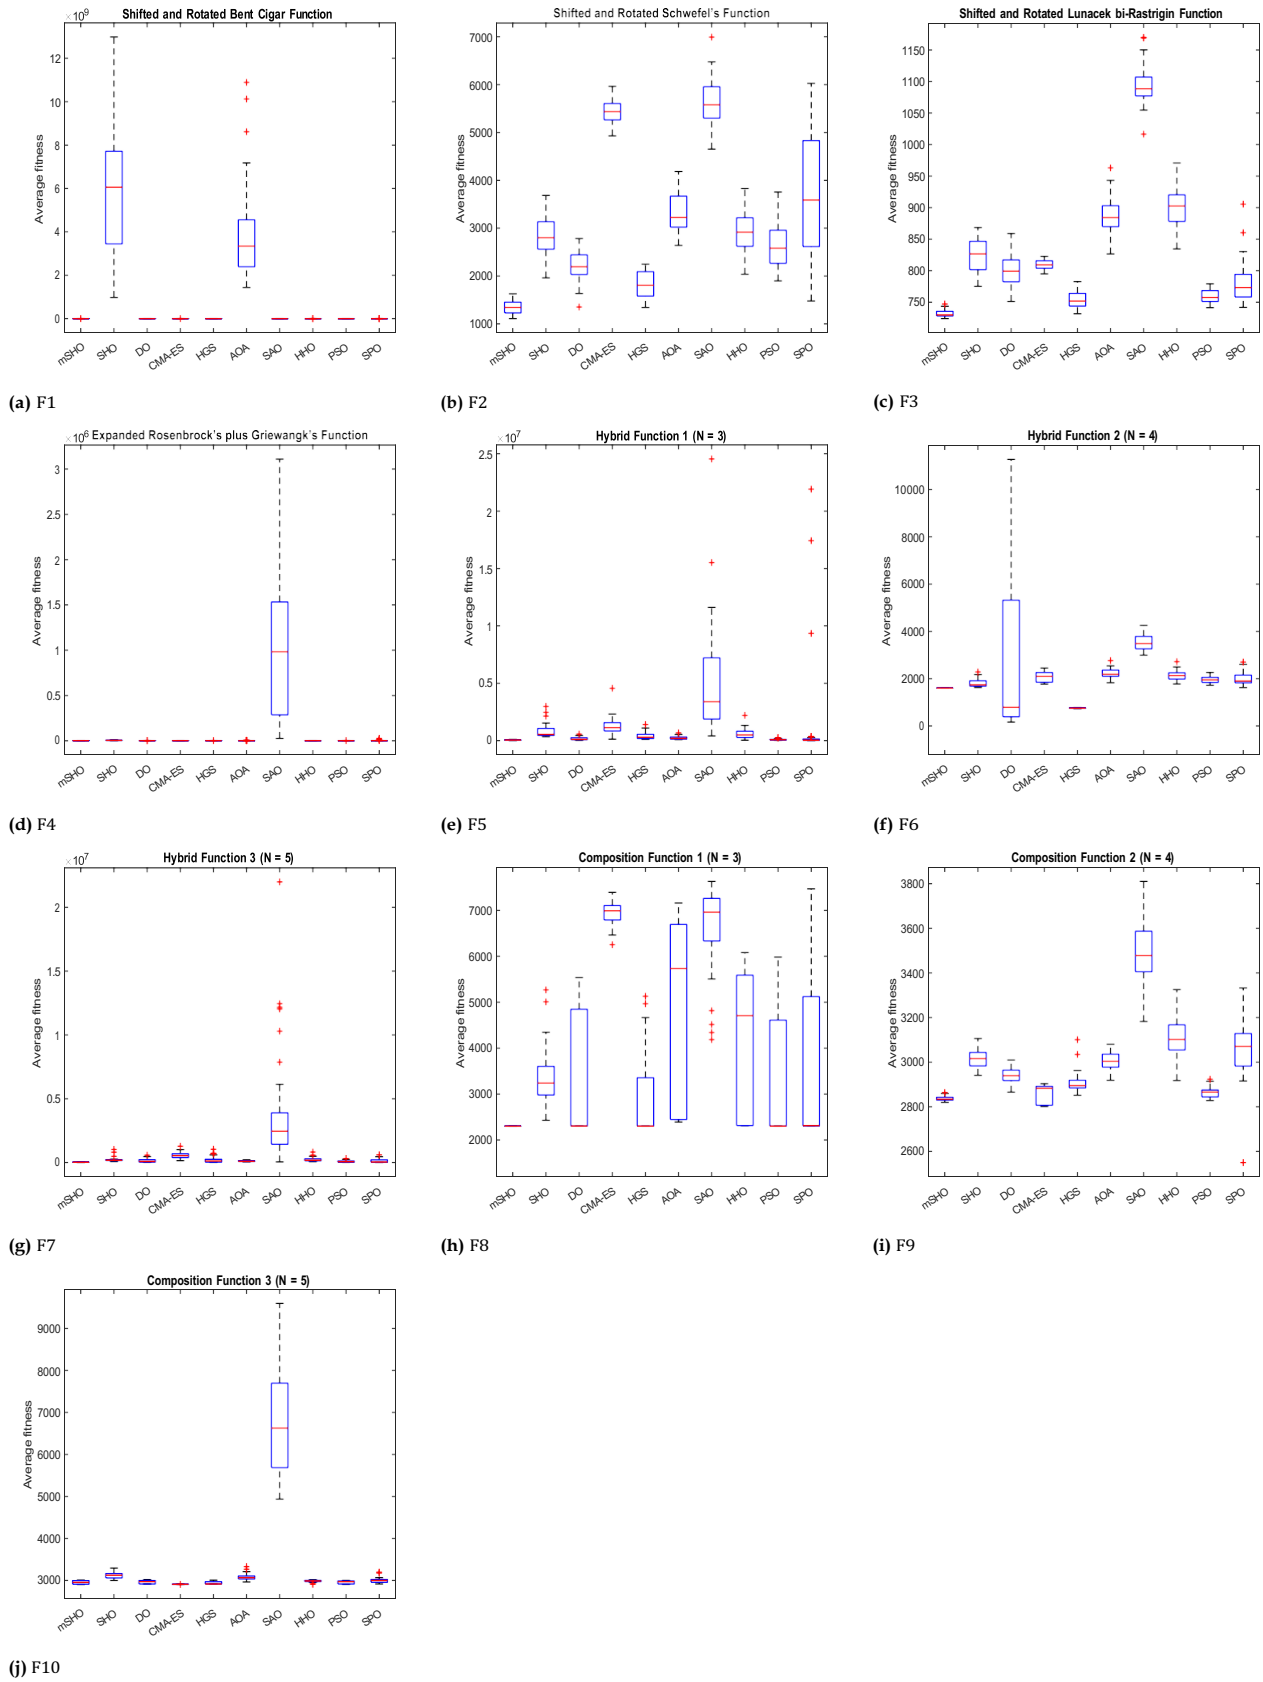 Shifted and Rotated Bent Cigar Function
×10^9
Average fitness
12
10
8
6
4
2
0
mSHO SHO DO CMA-ES HGS AOA SAO HHO PSO SPO
(a) F1
Shifted and Rotated Schwefel's Function
Average fitness
7000
6000
5000
4000
3000
2000
1000
mSHO SHO DO CMA-ES HGS AOA SAO HHO PSO SPO
(b) F2
Shifted and Rotated Lunacek bi-Rastrigin Function
Average fitness
1150
1100
1050
1000
950
900
850
800
750
mSHO SHO DO CMA-ES HGS AOA SAO HHO PSO SPO
(c) F3
×10^6 Expanded Rosenbrock's plus Griewangk's Function
Average fitness
3
2.5
2
1.5
1
0.5
0
mSHO SHO DO CMA-ES HGS AOA SAO HHO PSO SPO
(d) F4
Hybrid Function 1 (N = 3)
×10^7
Average fitness
2.5
2
1.5
1
0.5
0
mSHO SHO DO CMA-ES HGS AOA SAO HHO PSO SPO
(e) F5
Hybrid Function 2 (N = 4)
Average fitness
10000
8000
6000
4000
2000
0
mSHO SHO DO CMA-ES HGS AOA SAO HHO PSO SPO
(f) F6
Hybrid Function 3 (N = 5)
×10^7
Average fitness
2
1.5
1
0.5
0
mSHO SHO DO CMA-ES HGS AOA SAO HHO PSO SPO
(g) F7
Composition Function 1 (N = 3)
Average fitness
7000
6000
5000
4000
3000
2000
mSHO SHO DO CMA-ES HGS AOA SAO HHO PSO SPO
(h) F8
Composition Function 2 (N = 4)
Average fitness
3800
3600
3400
3200
3000
2800
2600
mSHO SHO DO CMA-ES HGS AOA SAO HHO PSO SPO
(i) F9
Composition Function 3 (N = 5)
Average fitness
9000
8000
7000
6000
5000
4000
3000
mSHO SHO DO CMA-ES HGS AOA SAO HHO PSO SPO
(j) F10